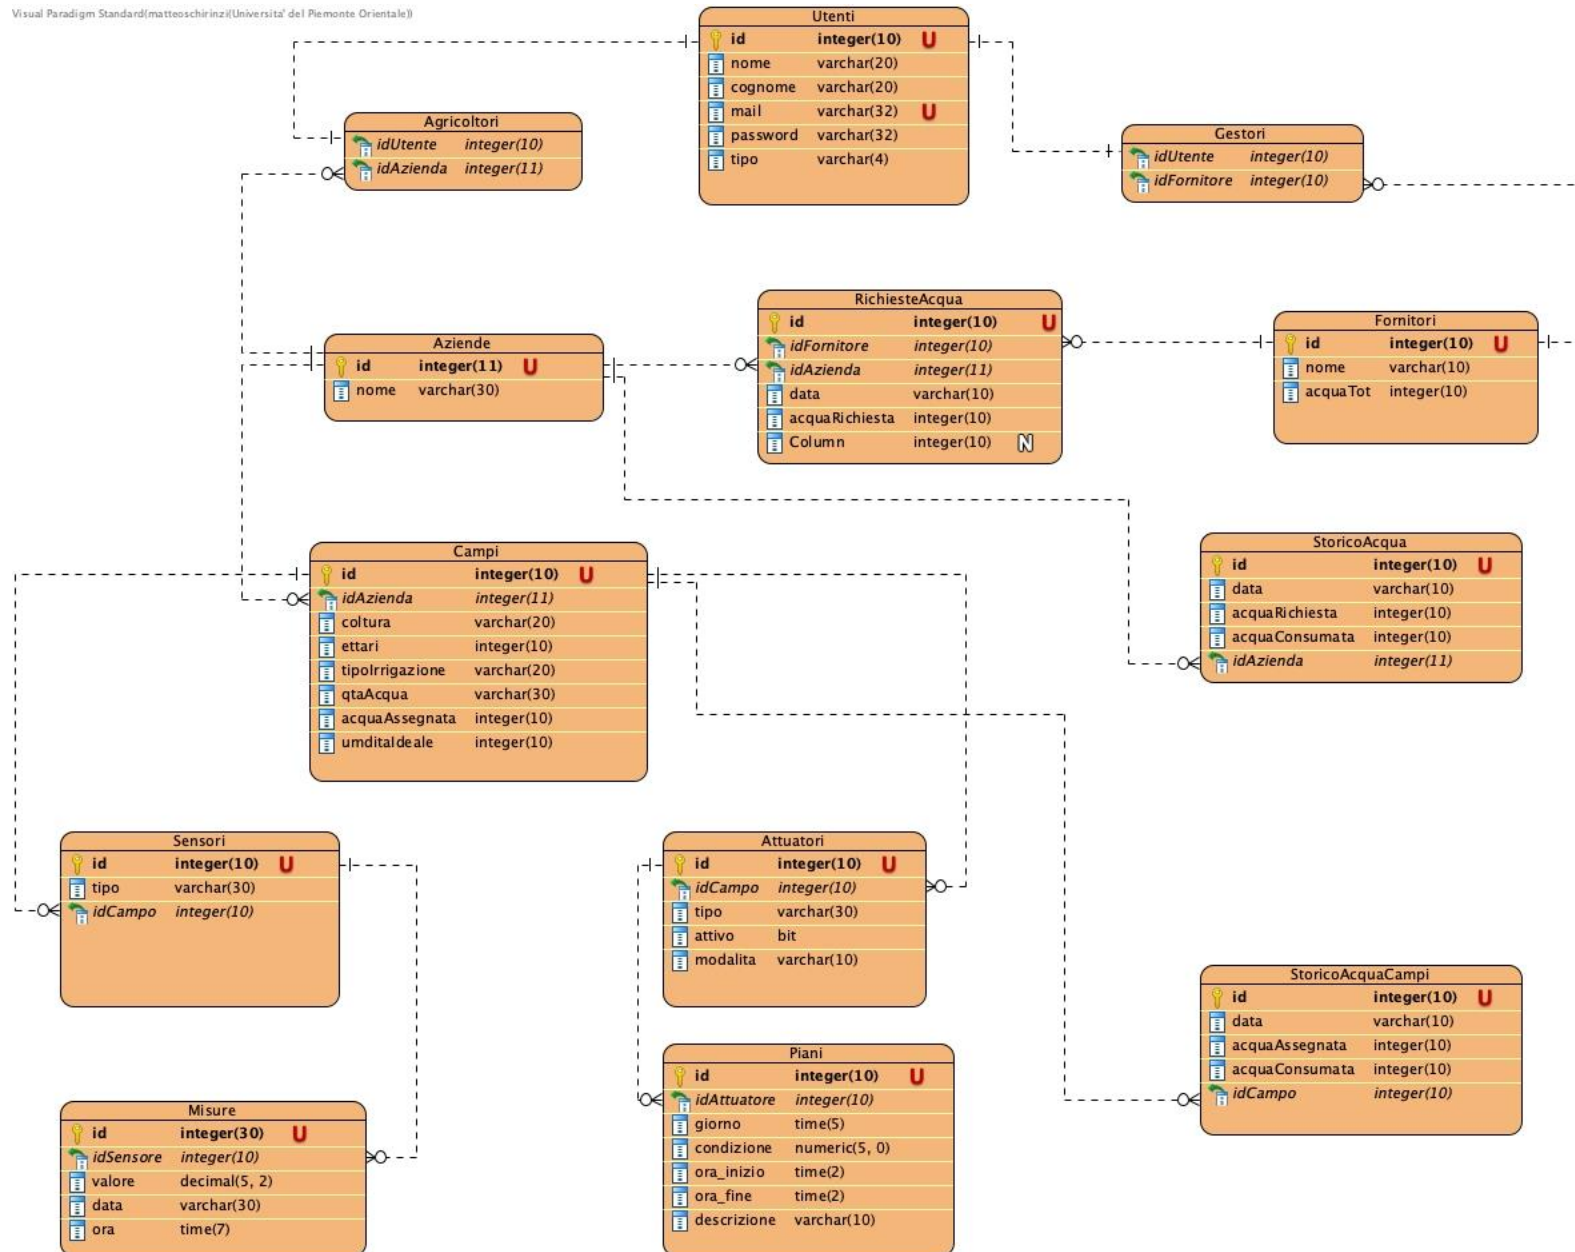 Visual Paradigm Standard(matteoschirinzi(Universita' del Piemonte Orientale))
Utenti
id integer(10) U
nome varchar(20)
cognome varchar(20)
mail varchar(32) U
password varchar(32)
tipo varchar(4)
Agricoltori
idUtente integer(10)
idAzienda integer(11)
Gestori
idUtente integer(10)
idFornitore integer(10)
Aziende
id integer(11) U
nome varchar(30)
RichiesteAcqua
id integer(10) U
idFornitore integer(10)
idAzienda integer(11)
data varchar(10)
acquaRichiesta integer(10)
Column integer(10) N
Fornitori
id integer(10) U
nome varchar(10)
acquaTot integer(10)
Campi
id integer(10) U
idAzienda integer(11)
coltura varchar(20)
ettari integer(10)
tipoIrrigazione varchar(20)
qtaAcqua varchar(30)
acquaAssegnata integer(10)
umditaIdeale integer(10)
StoricoAcqua
id integer(10) U
data varchar(10)
acquaRichiesta integer(10)
acquaConsumata integer(10)
idAzienda integer(11)
Sensori
id integer(10) U
tipo varchar(30)
idCampo integer(10)
Attuatori
id integer(10) U
idCampo integer(10)
tipo varchar(30)
attivo bit
modalita varchar(10)
StoricoAcquaCampi
id integer(10) U
data varchar(10)
acquaAssegnata integer(10)
acquaConsumata integer(10)
idCampo integer(10)
Misure
id integer(30) U
idSensore integer(10)
valore decimal(5, 2)
data varchar(30)
ora time(7)
Piani
id integer(10) U
idAttuatore integer(10)
giorno time(5)
condizione numeric(5, 0)
ora_inizio time(2)
ora_fine time(2)
descrizione varchar(10)